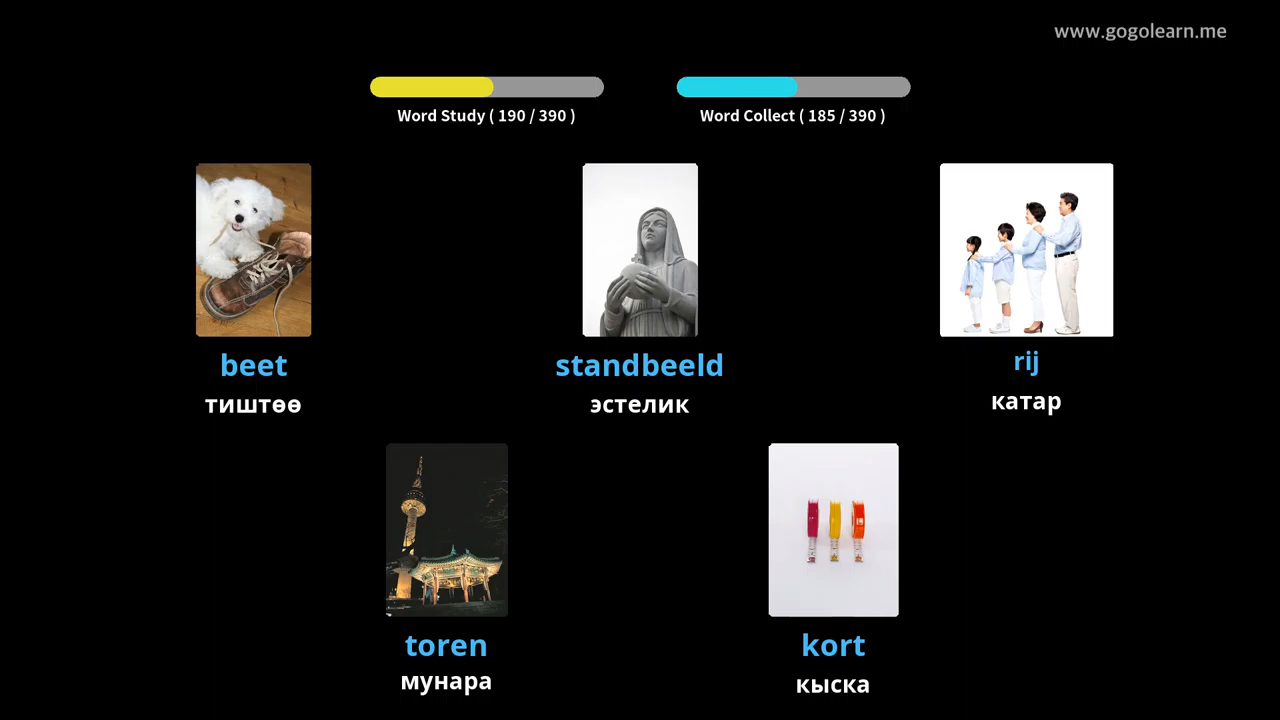 www.gogolearn.me
Word Study ( 190 / 390 )
Word Collect ( 185 / 390 )
beet
тиштөө
standbeeld
эстелик
rij
катар
toren
мунара
kort
кыска